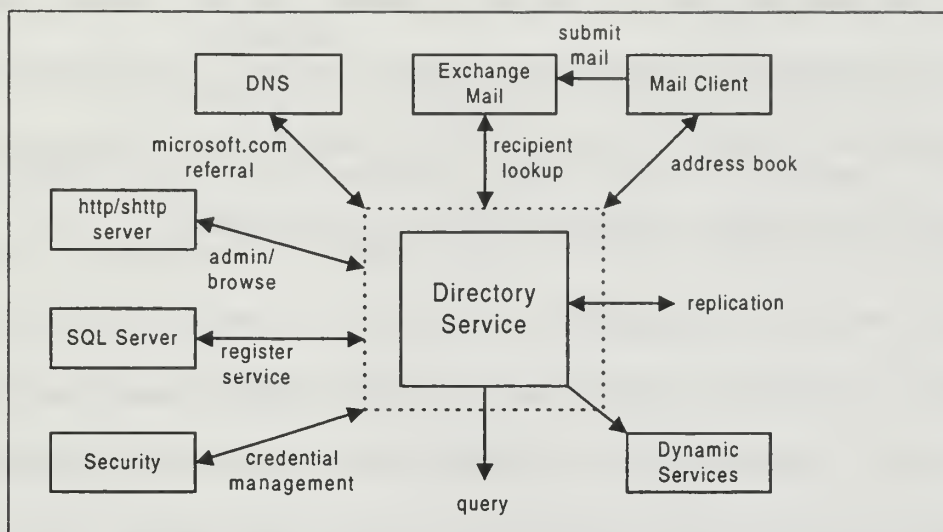 submit
mail
DNS
Exchange
Mail
Mail Client
microsoft.com
referral
recipient
lookup
address book
http/shttp
server
admin/
browse
Directory
Service
replication
SQL Server
register
service
Security
credential
management
Dynamic
Services
query